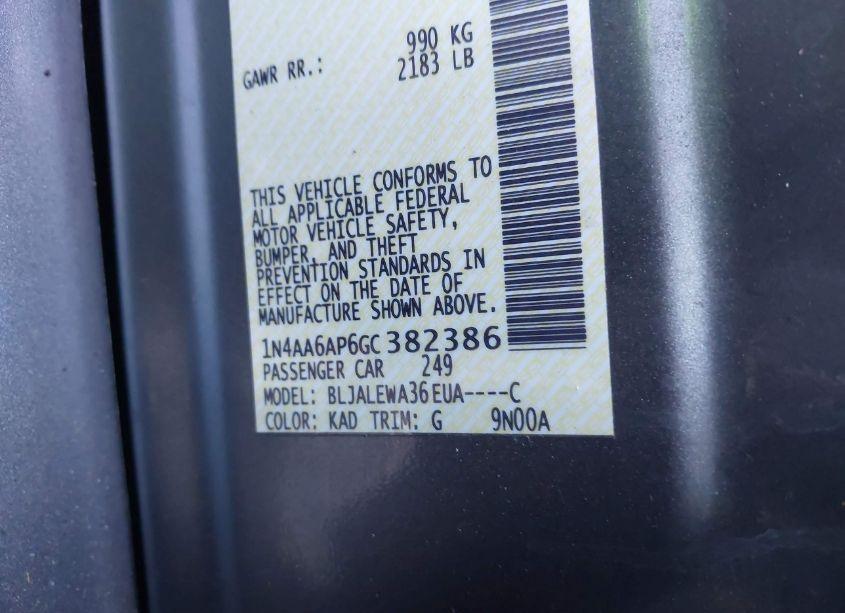 990 KG
GAWR RR.: 2183 LB
THIS VEHICLE CONFORMS TO
ALL APPLICABLE FEDERAL
MOTOR VEHICLE SAFETY,
BUMPER, AND THEFT
PREVENTION STANDARDS IN
EFFECT ON THE DATE OF
MANUFACTURE SHOWN ABOVE.
1N4AA6AP6GC382386
PASSENGER CAR 249
MODEL: BLJALEWA36EUA----C
COLOR: KAD TRIM: G 9N00A